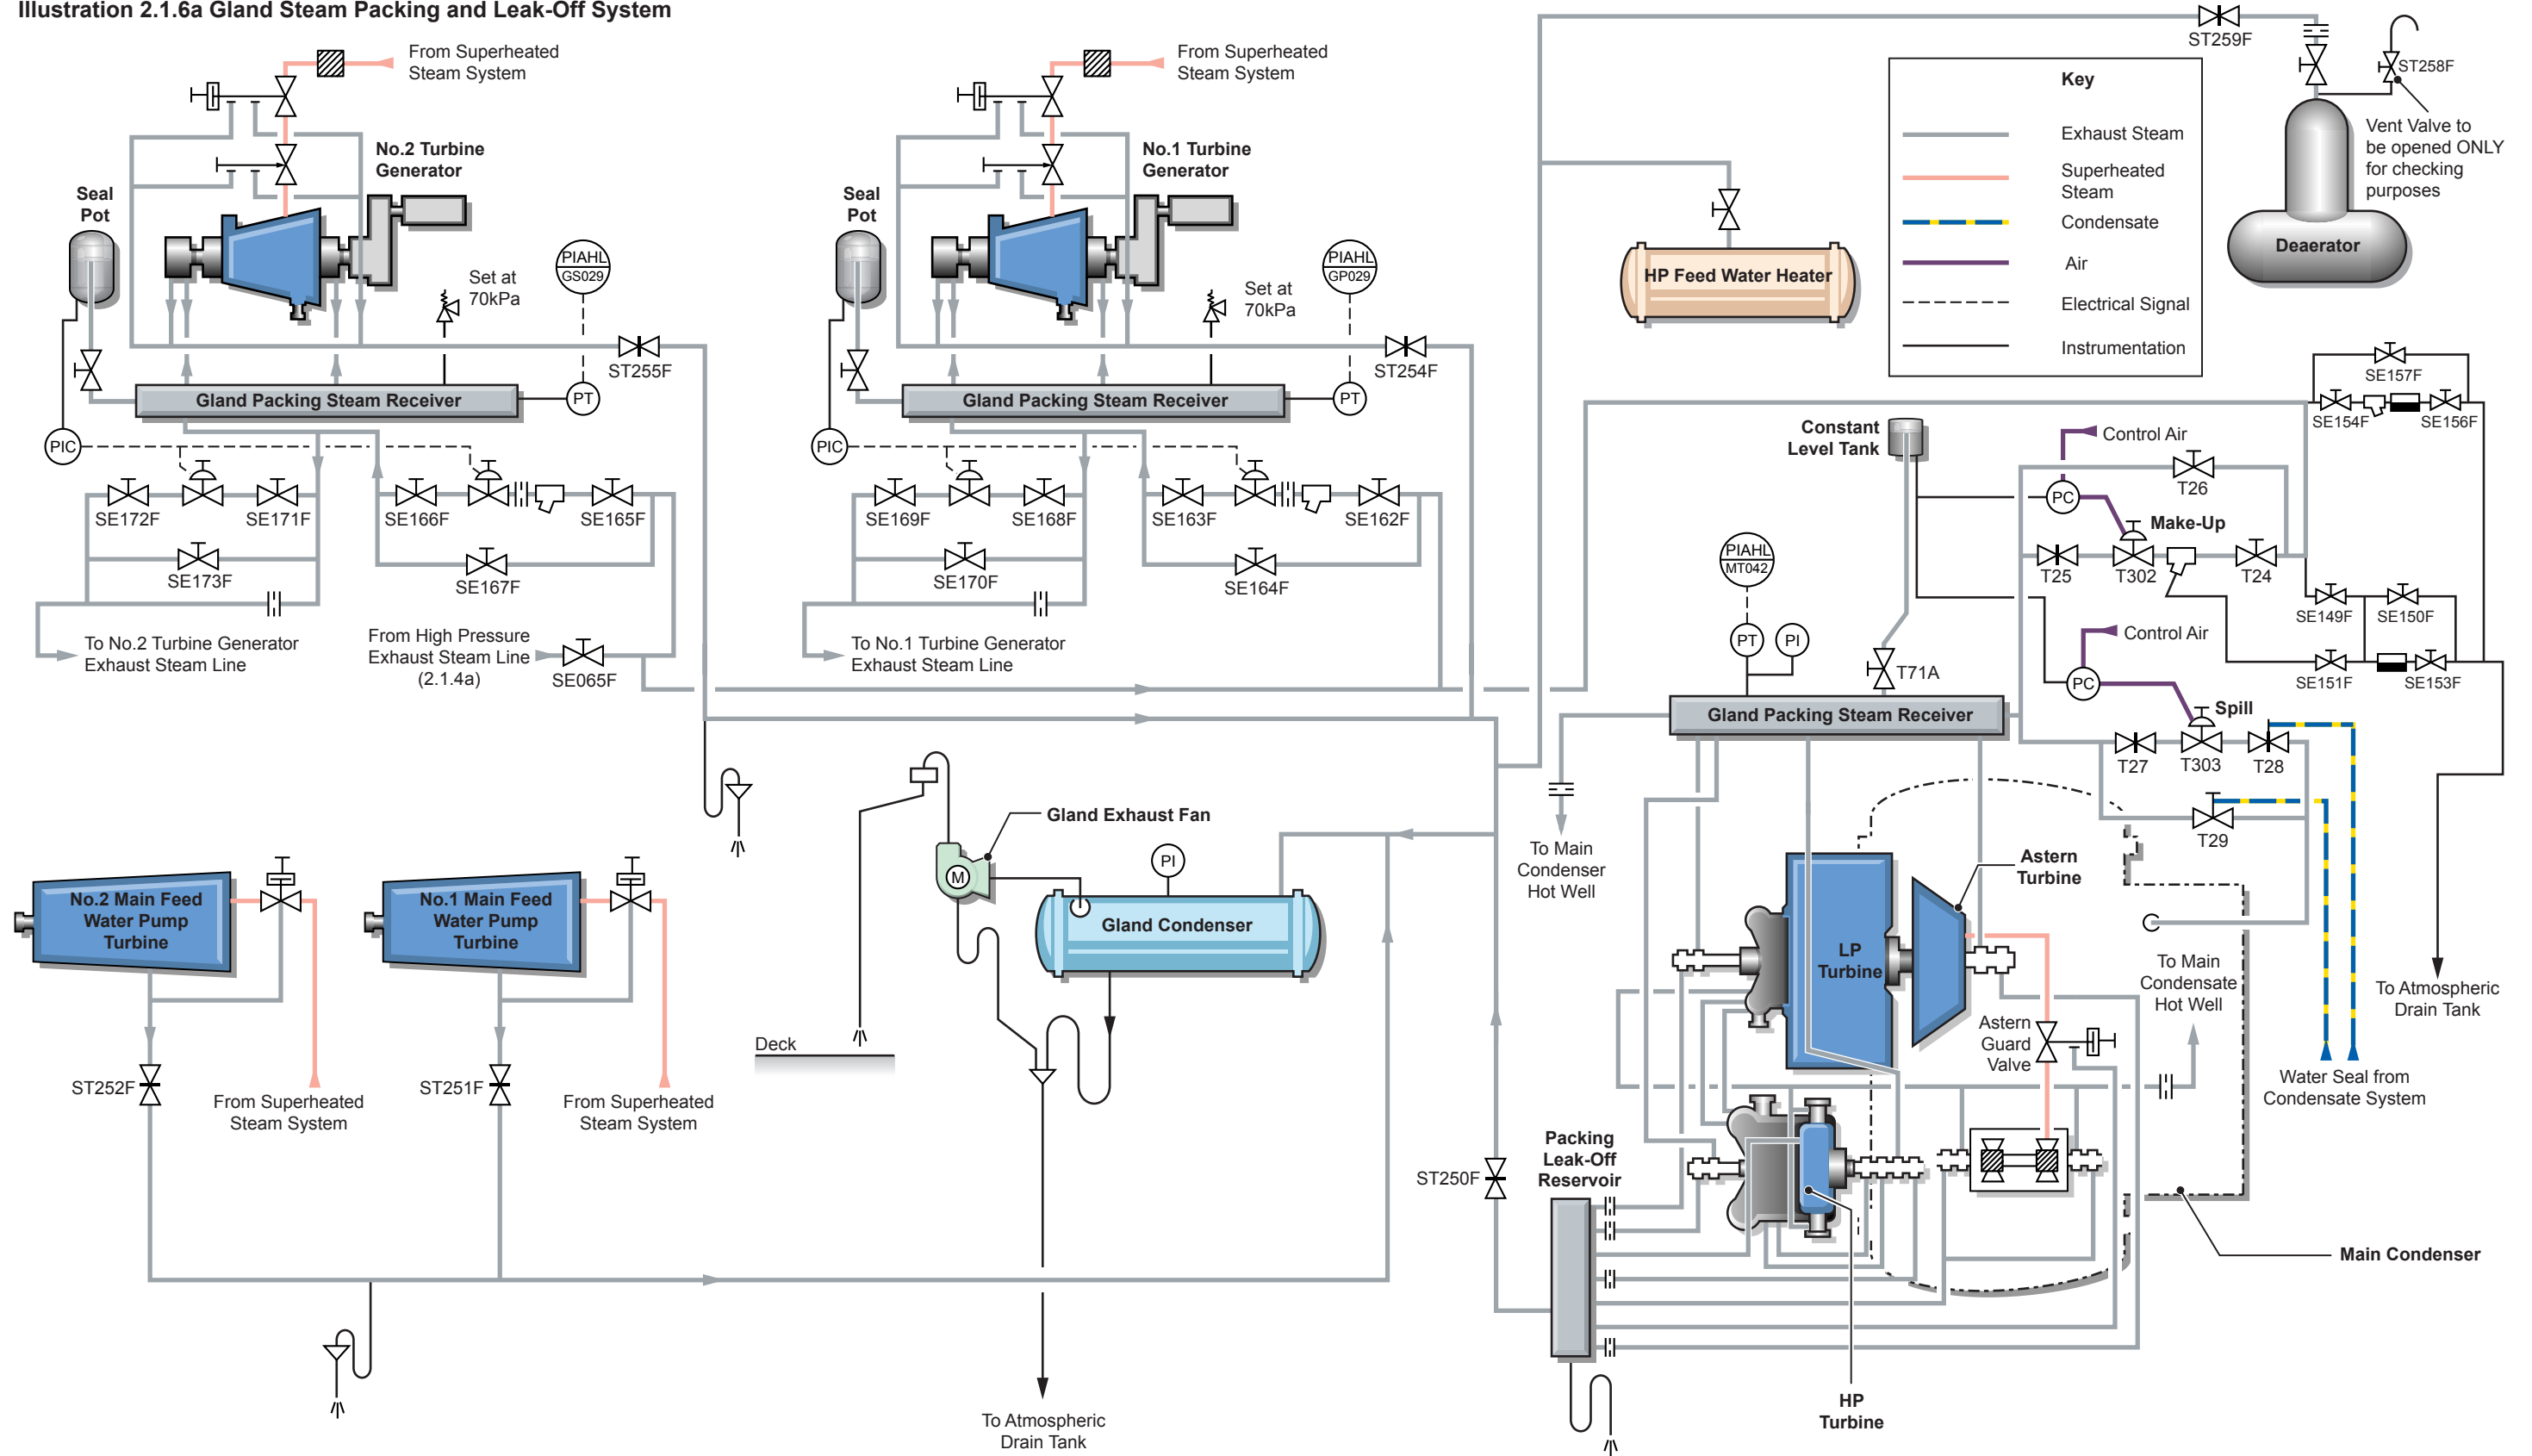 Illustration 2.1.6a Gland Steam Packing and Leak-Off System
From Superheated
Steam System
No.2 Turbine
Generator
Seal
Pot
Set at
70kPa
PIAHL
GS029
ST255F
Gland Packing Steam Receiver
PT
PIC
SE172F
SE171F
SE166F
SE165F
SE173F
SE167F
To No.2 Turbine Generator
Exhaust Steam Line
From High Pressure
Exhaust Steam Line
(2.1.4a)
SE065F
From Superheated
Steam System
No.1 Turbine
Generator
Seal
Pot
Set at
70kPa
PIAHL
GP029
ST254F
Gland Packing Steam Receiver
PT
PIC
SE169F
SE168F
SE163F
SE162F
SE170F
SE164F
To No.1 Turbine Generator
Exhaust Steam Line
ST259F
ST258F
Vent Valve to
be opened ONLY
for checking
purposes
Deaerator
HP Feed Water Heater
Key
Exhaust Steam
Superheated
Steam
Condensate
Air
Electrical Signal
Instrumentation
SE157F
SE154F
SE156F
Constant
Level Tank
Control Air
PC
T26
Make-Up
T25
T302
T24
SE149F
SE150F
SE151F
SE153F
PIAHL
MT042
PT
PI
T71A
Control Air
PC
Spill
Gland Packing Steam Receiver
T27
T303
T28
T29
To Main
Condenser
Hot Well
Astern
Turbine
LP
Turbine
To Main
Condensate
Hot Well
Astern
Guard
Valve
To Atmospheric
Drain Tank
Water Seal from
Condensate System
Gland Exhaust Fan
M
PI
Gland Condenser
Deck
No.2 Main Feed
Water Pump
Turbine
No.1 Main Feed
Water Pump
Turbine
ST252F
From Superheated
Steam System
ST251F
From Superheated
Steam System
Packing
Leak-Off
Reservoir
ST250F
Main Condenser
HP
Turbine
To Atmospheric
Drain Tank